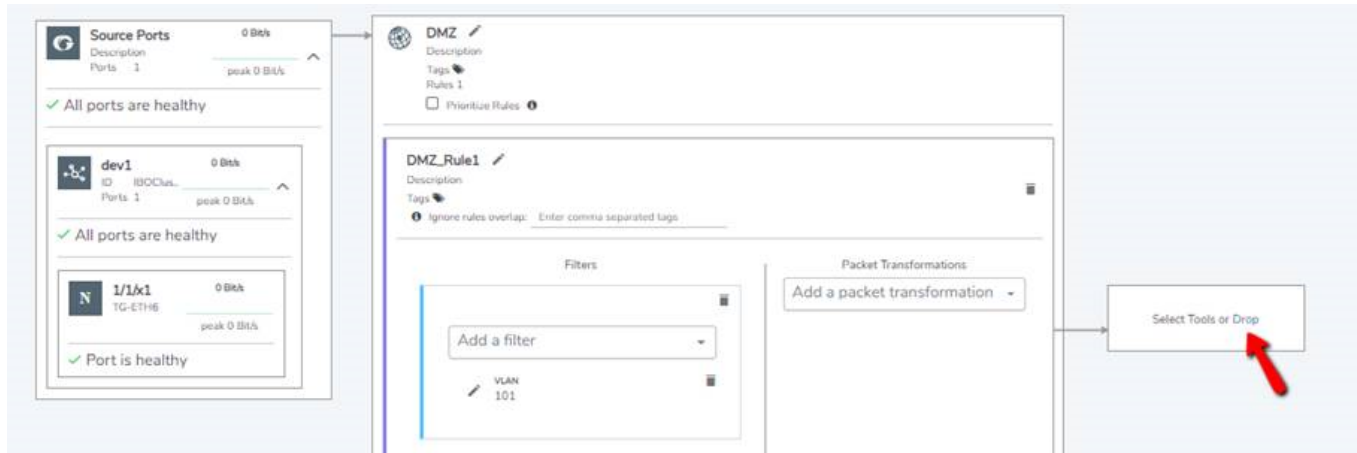 Source Ports
0 Bit/s
Description
Ports 1
peak 0 Bit/s
All ports are healthy
dev1
0 Bit/s
ID IBOClus..
Ports 1
peak 0 Bit/s
All ports are healthy
N
1/1/x1
0 Bit/s
TG-ETH6
peak 0 Bit/s
Port is healthy
DMZ
Description
Tags
Rules 1
Prioritize Rules
DMZ_Rule1
Description
Tags
Ignore rules overlap: Enter comma separated tags
Filters
Add a filter
VLAN
101
Packet Transformations
Add a packet transformation
Select Tools or Drop